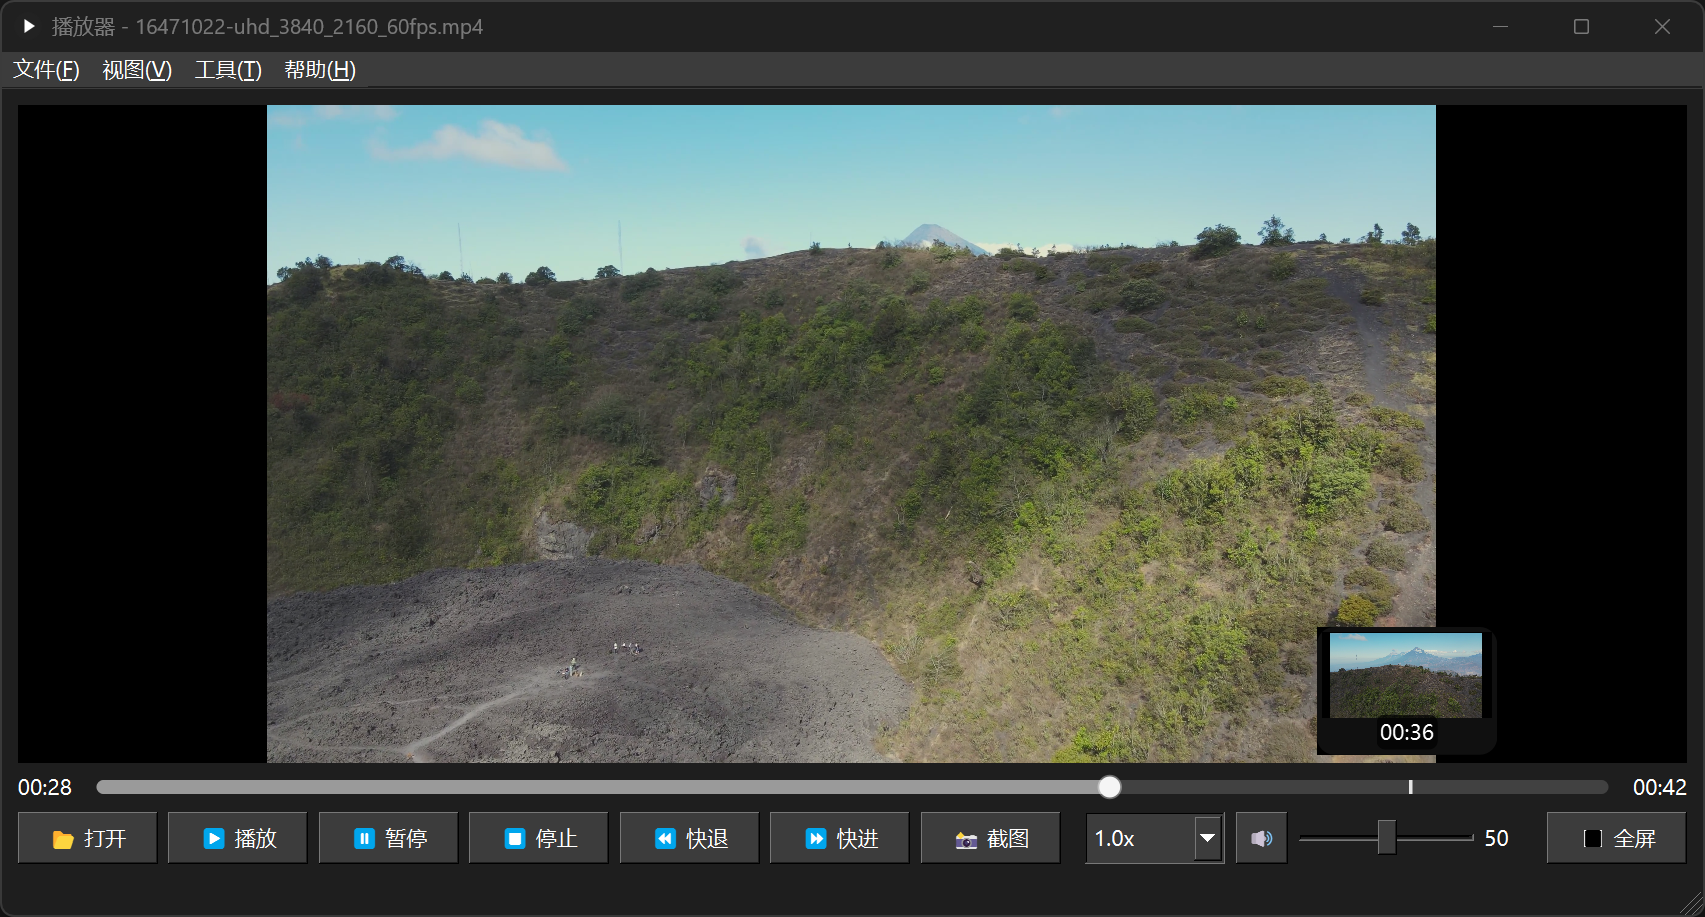 播放器 - 16471022-uhd_3840_2160_60fps.mp4
文件(F) 视图(V) 工具(T) 帮助(H)
00:36
00:28 00:42
打开 播放 暂停 停止 快退 快进 截图 1.0x 50 全屏